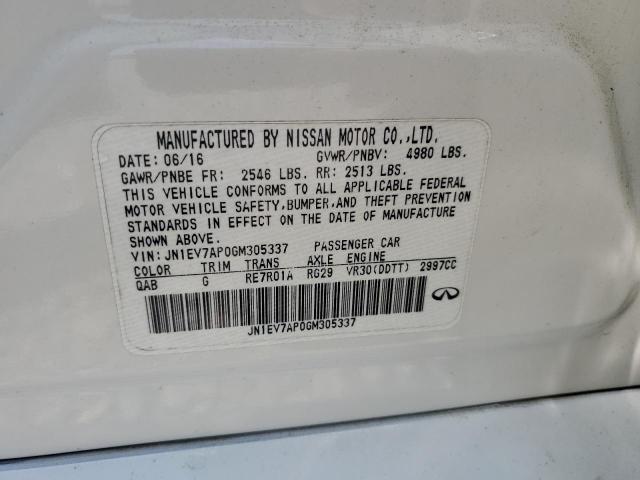 MANUFACTURED BY NISSAN MOTOR CO.,LTD.
DATE: 06/16 GVWR/PNBV: 4980 LBS.
GAWR/PNBE FR: 2546 LBS. RR: 2513 LBS.
THIS VEHICLE CONFORMS TO ALL APPLICABLE FEDERAL
MOTOR VEHICLE SAFETY,BUMPER,AND THEFT PREVENTION
STANDARDS IN EFFECT ON THE DATE OF MANUFACTURE
SHOWN ABOVE.
VIN: JN1EV7AP0GM305337 PASSENGER CAR
COLOR TRIM TRANS AXLE ENGINE
QAB G RE7R01A RG29 VR30(DDTT) 2997CC
JN1EV7AP0GM305337